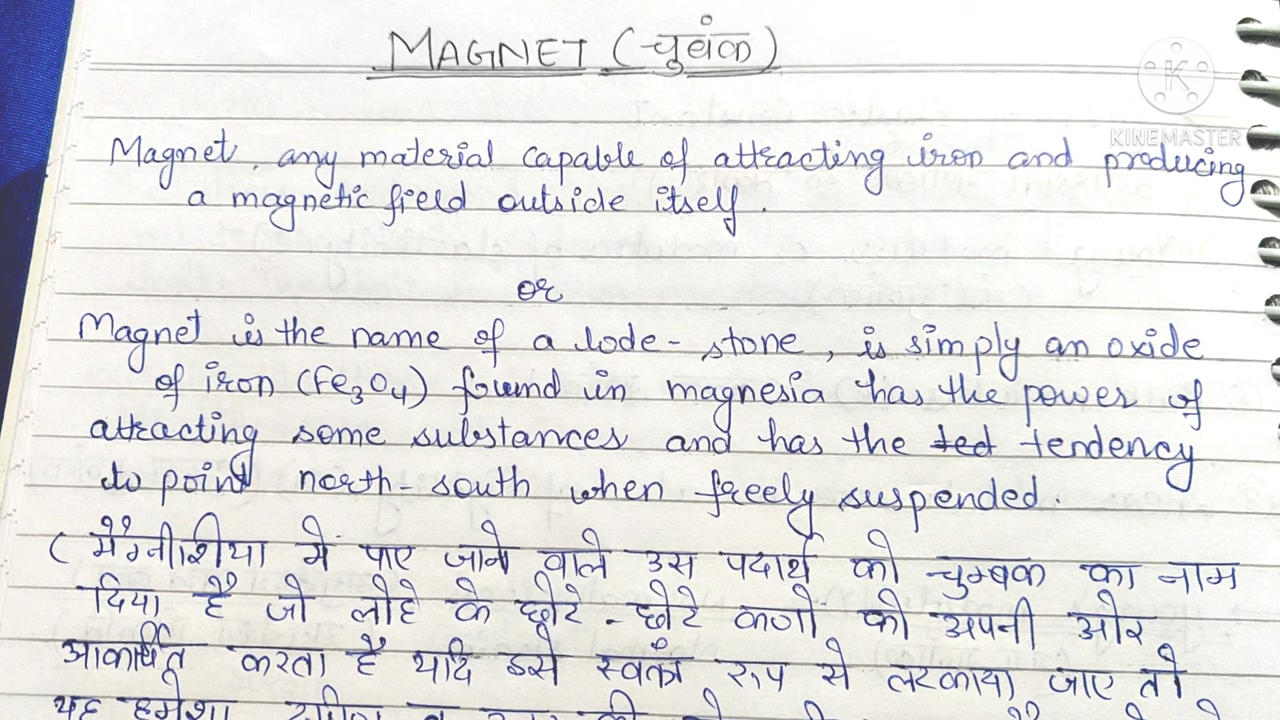 MAGNET (चुबंक)
KINEMASTER
Magnet, any material capable of attracting iron and producing
a magnetic field outside itself.
or
Magnet is the name of a lode-stone, is simply an oxide
of iron (Fe3O4) found in magnesia has the power of
attracting some substances and has the ted tendency
to point north-south when freely suspended.
( मैग्नीशिया में पाए जाने वाले उस पदार्थ को चुम्बक का नाम
दिया है जो लोहे के छोटे-छोटे कणों को अपनी ओर
आकर्षित करता है यदि इसे स्वतंत्र रूप से लटकाया जाए तो
यह हमेशा